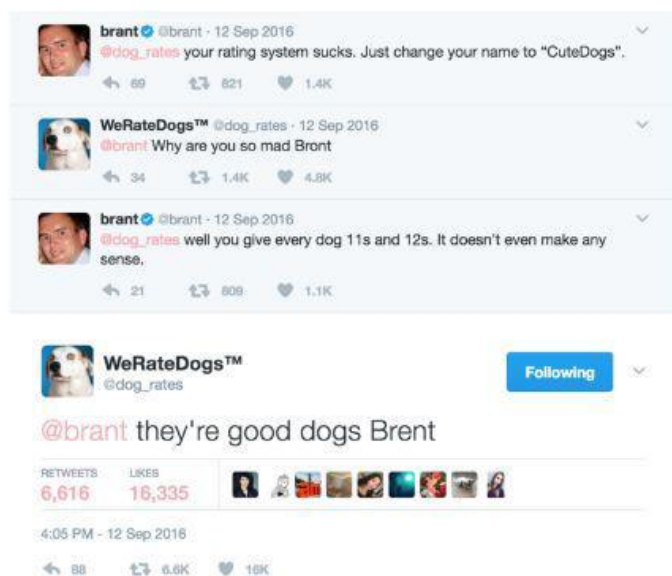 brant @brant · 12 Sep 2016
@dog_rates your rating system sucks. Just change your name to "CuteDogs".
69 821 1.4K
WeRateDogs™ @dog_rates · 12 Sep 2016
@brant Why are you so mad Bront
34 1.4K 4.8K
brant @brant · 12 Sep 2016
@dog_rates well you give every dog 11s and 12s. It doesn't even make any
sense.
21 809 1.1K
WeRateDogs™
@dog_rates
Following
@brant they're good dogs Brent
RETWEETS LIKES
6,616 16,335
4:05 PM - 12 Sep 2016
88 6.6K 16K